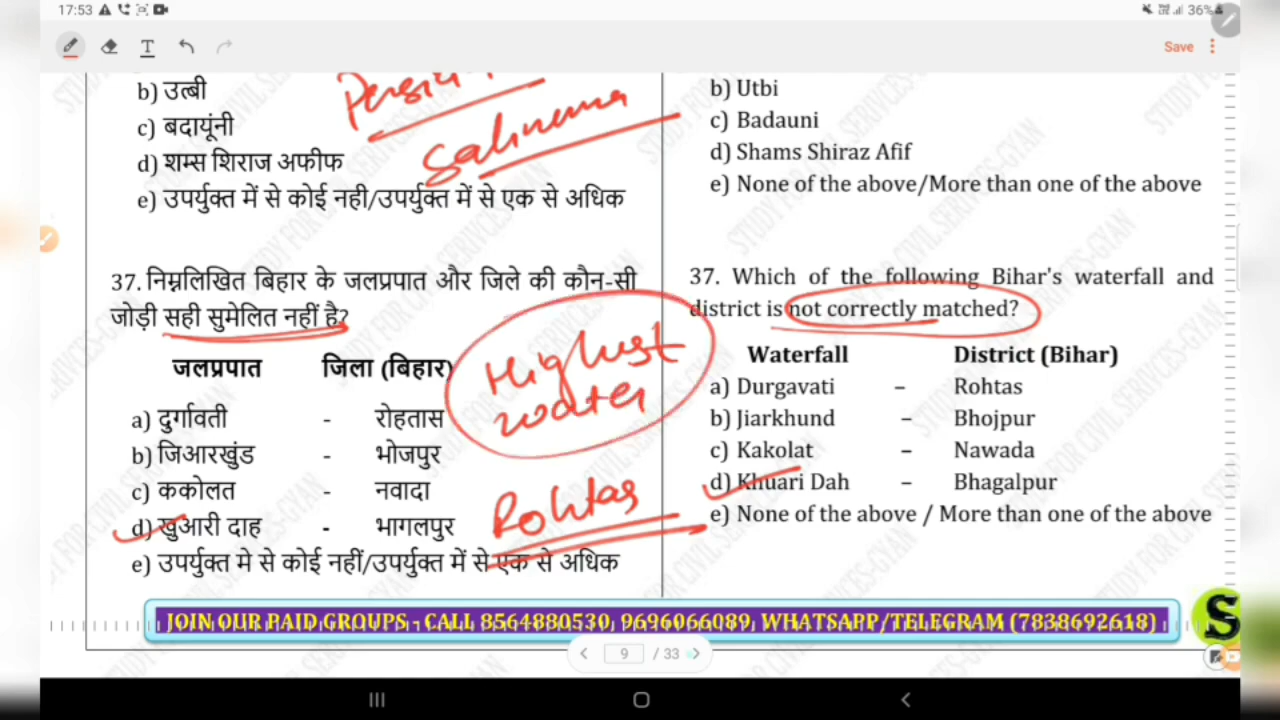 17:53
36%
Save
b) उत्बी
c) बदायूंनी
d) शम्स शिराज अफीफ
e) उपर्युक्त में से कोई नही/उपर्युक्त में से एक से अधिक
Salinema
37. निम्नलिखित बिहार के जलप्रपात और जिले की कौन-सी
जोड़ी सही सुमेलित नहीं है?
जलप्रपात जिला (बिहार)
a) दुर्गावती - रोहतास
b) जिआरखुंड - भोजपुर
c) ककोलत - नवादा
d) खुआरी दाह - भागलपुर
e) उपर्युक्त मे से कोई नहीं/उपर्युक्त में से एक से अधिक
Highest
water
Rohtas
b) Utbi
c) Badauni
d) Shams Shiraz Afif
e) None of the above/More than one of the above
37. Which of the following Bihar's waterfall and
district is not correctly matched?
Waterfall District (Bihar)
a) Durgavati – Rohtas
b) Jiarkhund – Bhojpur
c) Kakolat – Nawada
d) Khuari Dah – Bhagalpur
e) None of the above / More than one of the above
JOIN OUR PAID GROUPS - CALL 8564880530, 9696066089, WHATSAPP/TELEGRAM (7838692618)
S
9 / 33